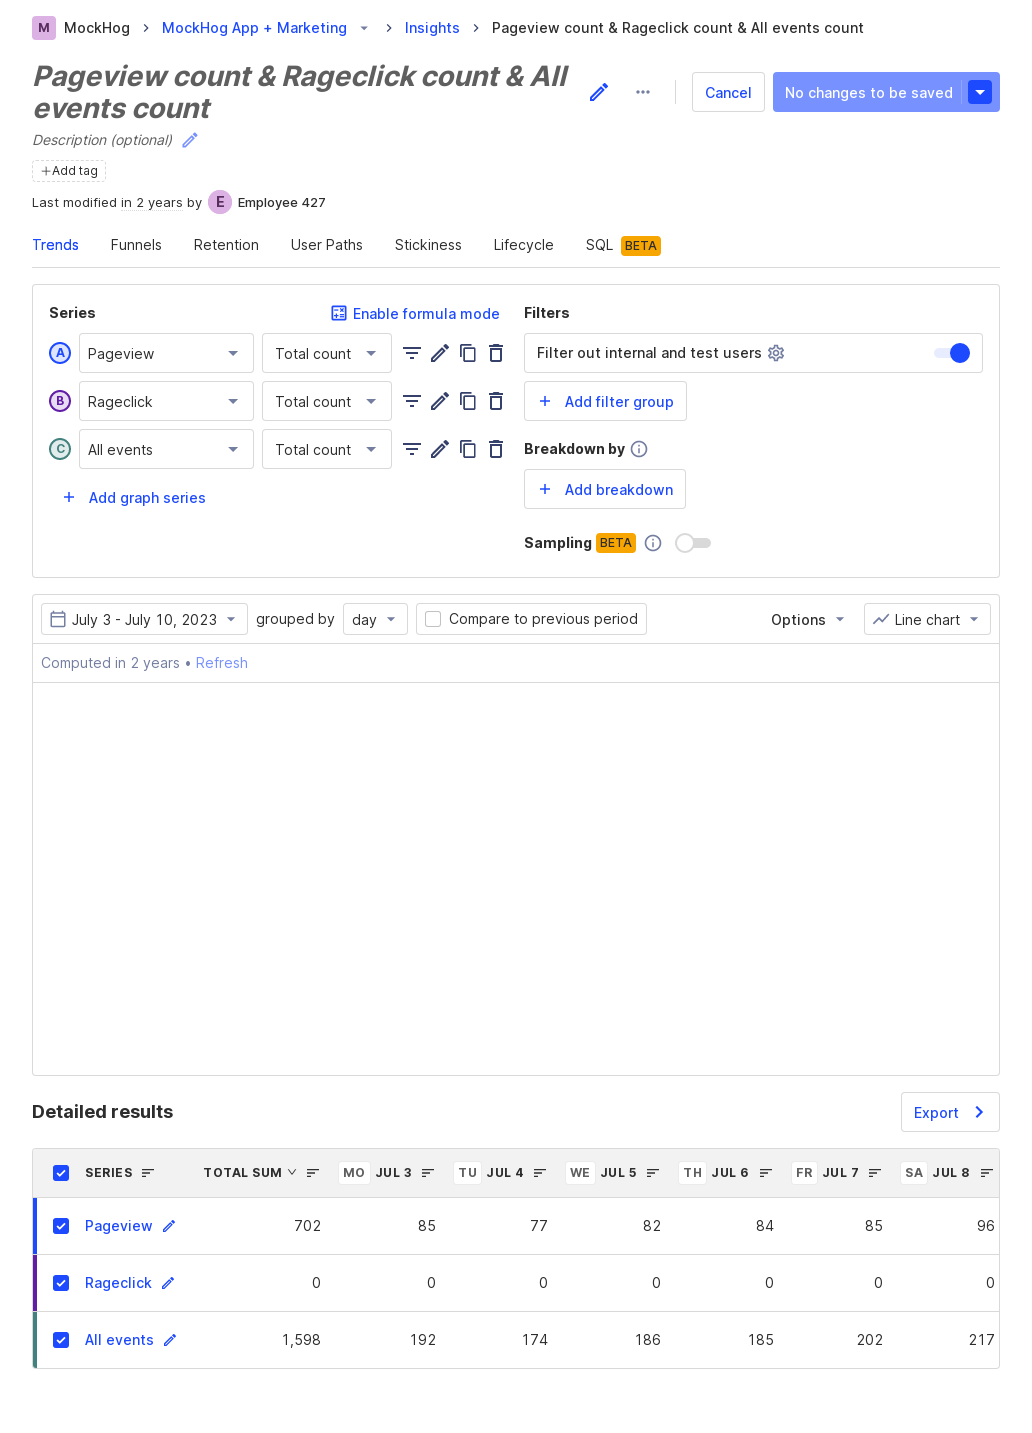 M MockHog > MockHog App + Marketing > Insights > Pageview count & Rageclick count & All events count
Pageview count & Rageclick count & All
events count
Cancel
No changes to be saved
Description (optional)
Add tag
Last modified in 2 years by E Employee 427
Trends Funnels Retention User Paths Stickiness Lifecycle SQL BETA
Series
Enable formula mode
A Pageview Total count
B Rageclick Total count
C All events Total count
Add graph series
Filters
Filter out internal and test users
Add filter group
Breakdown by
Add breakdown
Sampling BETA
July 3 - July 10, 2023 grouped by day Compare to previous period Options Line chart
Computed in 2 years • Refresh
Detailed results
Export
SERIES TOTAL SUM MO JUL 3 TU JUL 4 WE JUL 5 TH JUL 6 FR JUL 7 SA JUL 8
Pageview 702 85 77 82 84 85 96
Rageclick 0 0 0 0 0 0 0
All events 1,598 192 174 186 185 202 217